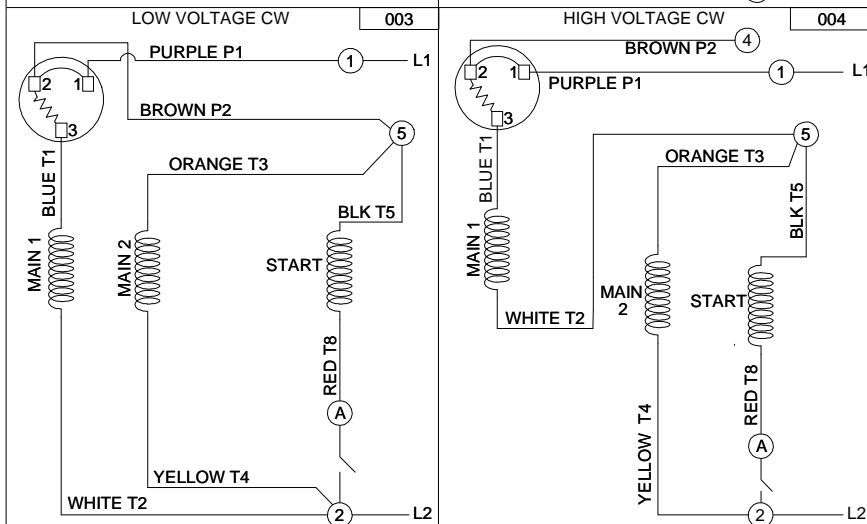 LOW VOLTAGE CW
003
PURPLE P1
1
L1
2
1
3
BROWN P2
5
ORANGE T3
BLUE T1
BLK T5
MAIN 1
MAIN 2
START
RED T8
A
YELLOW T4
WHITE T2
2
L2
HIGH VOLTAGE CW
004
BROWN P2
4
2
1
PURPLE P1
1
L1
3
5
BLUE T1
ORANGE T3
BLK T5
MAIN 1
MAIN
2
START
WHITE T2
RED T8
YELLOW T4
A
2
L2